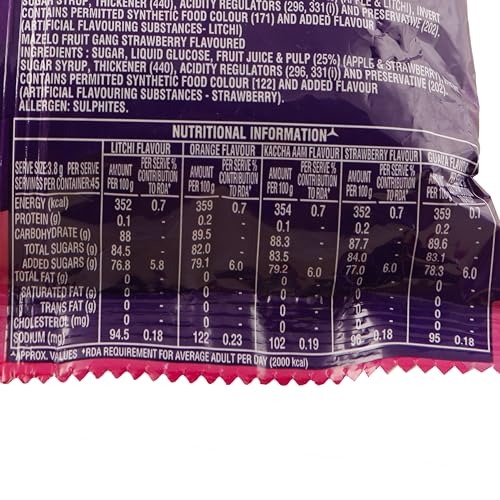 SUGAR SYRUP, THICKENER (440), ACIDITY REGULATORS (296, 331(i)) AND PRESERVATIVE (202). INVERT
CONTAINS PERMITTED SYNTHETIC FOOD COLOUR (171) AND ADDED FLAVOUR
(ARTIFICIAL FLAVOURING SUBSTANCES- LITCHI)
MAZELO FRUIT GANG STRAWBERRY FLAVOURED
INGREDIENTS : SUGAR, LIQUID GLUCOSE, FRUIT JUICE & PULP (25%) (APPLE & STRAWBERRY),
SUGAR SYRUP, THICKENER (440), ACIDITY REGULATORS (296, 331(i)) AND PRESERVATIVE (202).
CONTAINS PERMITTED SYNTHETIC FOOD COLOUR [122] AND ADDED FLAVOUR
(ARTIFICIAL FLAVOURING SUBSTANCES - STRAWBERRY).
ALLERGEN: SULPHITES.
NUTRITIONAL INFORMATION
LITCHI FLAVOUR ORANGE FLAVOUR KACCHA AAM FLAVOUR STRAWBERRY FLAVOUR
SERVE SIZE:3.8 g PER SERVE AMOUNT PER 100g PER SERVE % CONTRIBUTION TO RDA* AMOUNT PER 100g PER SERVE % CONTRIBUTION TO RDA* AMOUNT PER 100g PER SERVE % CONTRIBUTION TO RDA* AMOUNT PER 100g PER SERVE % CONTRIBUTION TO RDA* AMOUNT PER 100g PER SERVE % CONTRIBUTION TO RDA*
SERVINGS PER CONTAINER:45
ENERGY (kcal) 352 0.7 359 0.7 354 0.7 352 0.7 359 0.7
PROTEIN (g) 0.1 0.2 0.1 0.2 0.1
CARBOHYDRATE (g) 88 89.5 88.3 87.7 89.6
TOTAL SUGARS (g) 84.5 82.0 83.5 84.0 83.1
ADDED SUGARS (g) 76.8 5.8 79.1 6.0 79.2 6.0 77.0 6.0 78.3 6.0
TOTAL FAT (g) 0 - 0 - 0 - 0 - 0 -
SATURATED FAT (g) 0 - 0 - 0 - 0 - 0 -
TRANS FAT (g) 0 - 0 - 0 - 0 - 0 -
CHOLESTEROL (mg) 0 - 0 - 0 - 0 - 0 -
SODIUM (mg) 94.5 0.18 122 0.23 102 0.19 96 0.18 95 0.18
^APPROX. VALUES *RDA REQUIREMENT FOR AVERAGE ADULT PER DAY (2000 kcal)